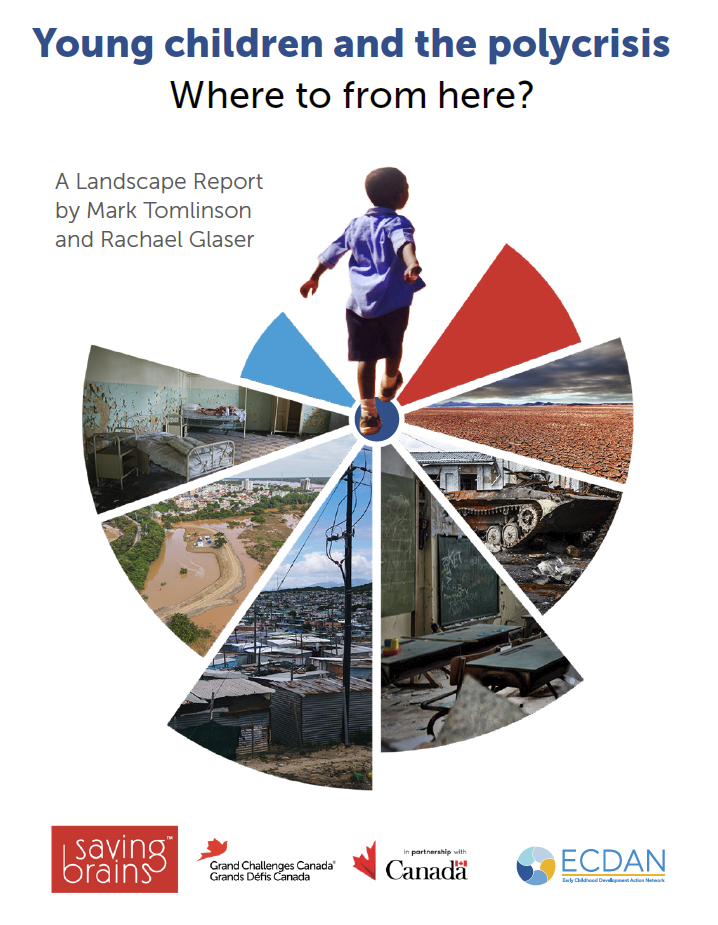 Young children and the polycrisis
Where to from here?
A Landscape Report
by Mark Tomlinson
and Rachael Glaser
saving
brains™
Grand Challenges Canada®
Grands Défis Canada
in partnership with
Canada
ECDAN
Early Childhood Development Action Network